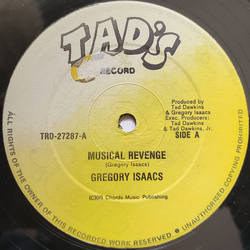 TAD'S
RECORD
Produced by
Tad Dawkins
& Gregory Isaacs
Exec. Producers:
Tad Dawkins &
Tad Dawkins, Jr.
TRD-27287-A
SIDE A
MUSICAL REVENGE
(Gregory Isaacs)
GREGORY ISAACS
Chords Music Publishing
ALL RIGHTS OF THE OWNER OF THIS RECORDED WORK RESERVED • UNAUTHORISED COPYING PROHIBITED